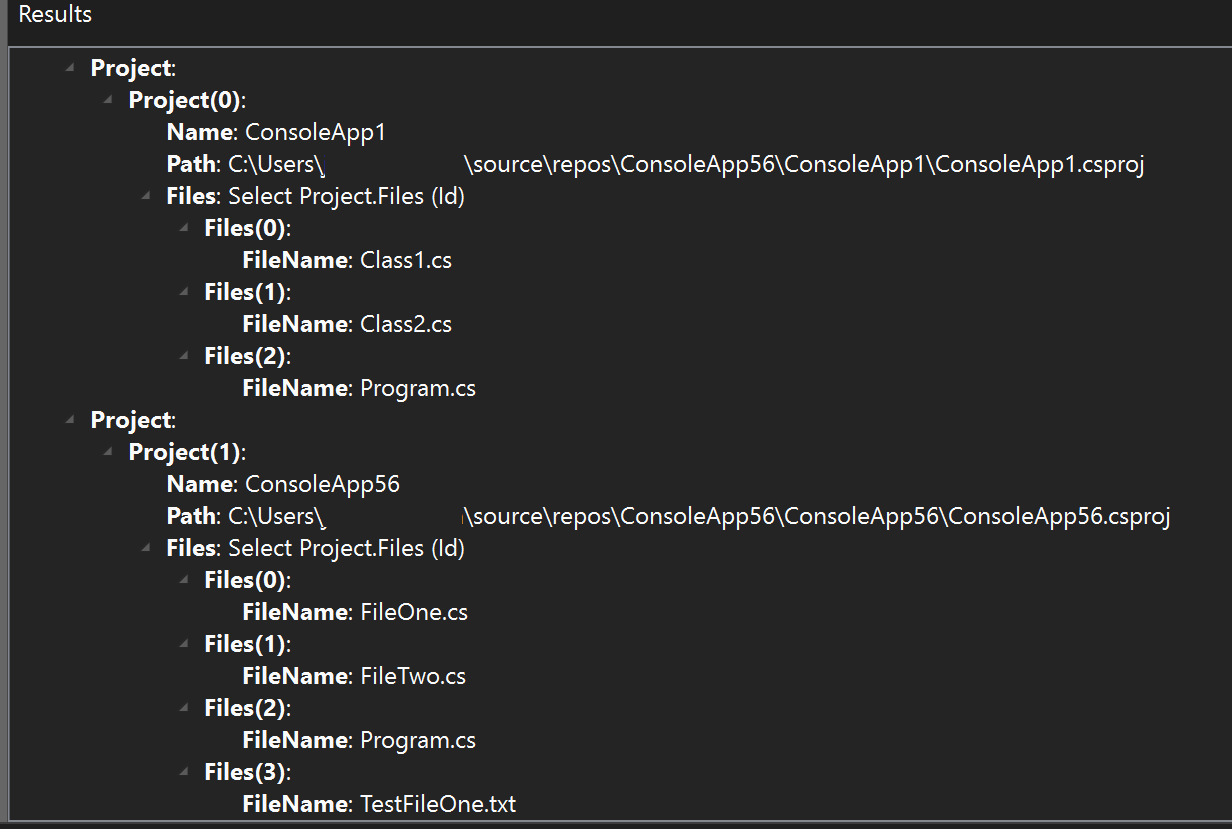 Results
Project:
Project(0):
Name: ConsoleApp1
Path: C:\Users\ \source\repos\ConsoleApp56\ConsoleApp1\ConsoleApp1.csproj
Files: Select Project.Files (Id)
Files(0):
FileName: Class1.cs
Files(1):
FileName: Class2.cs
Files(2):
FileName: Program.cs
Project:
Project(1):
Name: ConsoleApp56
Path: C:\Users\ \source\repos\ConsoleApp56\ConsoleApp56\ConsoleApp56.csproj
Files: Select Project.Files (Id)
Files(0):
FileName: FileOne.cs
Files(1):
FileName: FileTwo.cs
Files(2):
FileName: Program.cs
Files(3):
FileName: TestFileOne.txt